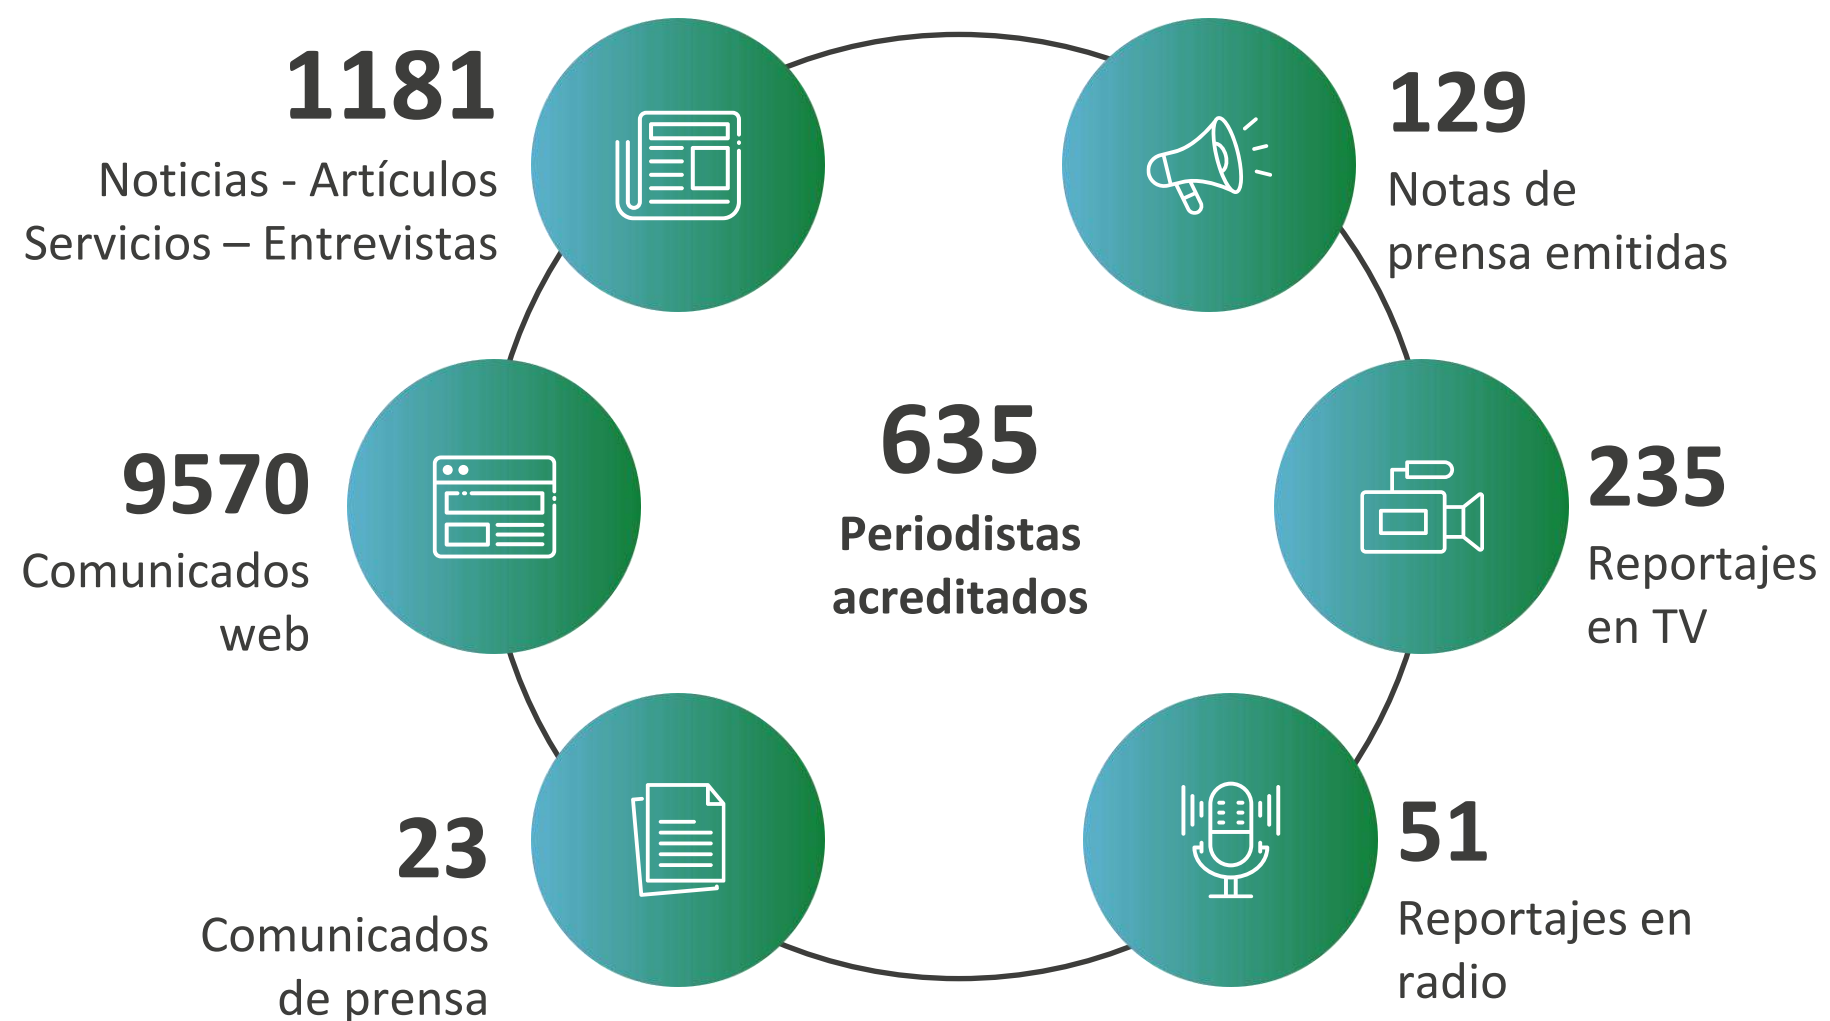 1181
Noticias - Artículos
Servicios – Entrevistas
129
Notas de
prensa emitidas
9570
Comunicados
web
635
Periodistas
acreditados
235
Reportajes
en TV
23
Comunicados
de prensa
51
Reportajes en
radio